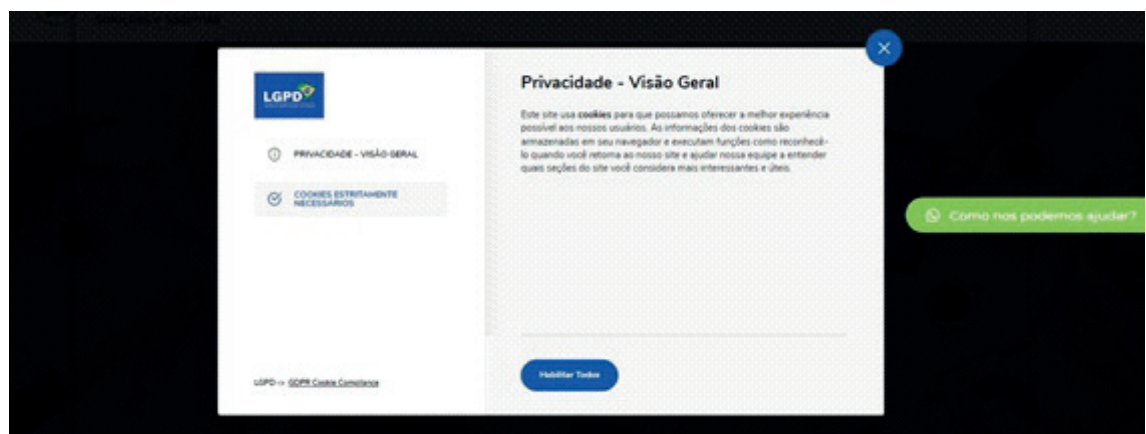 LGPD
PRIVACIDADE - VISÃO GERAL
COOKIES ESTRITAMENTE
NECESSÁRIOS
LGPD -> GDPR Cookie Compliance
Privacidade - Visão Geral
Este site usa cookies para que possamos oferecer a melhor experiência
possível aos nossos usuários. As informações dos cookies são
armazenadas em seu navegador e executam funções como reconhecê-
lo quando você retorna ao nosso site e ajudar nossa equipe a entender
quais seções do site você considera mais interessantes e úteis.
Habilitar Todos
Como nos podemos ajudar?